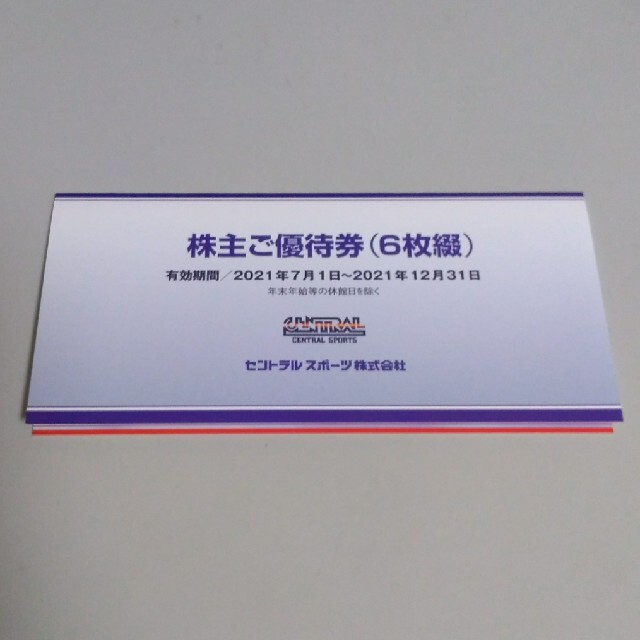 株主ご優待券（6枚綴）
有効期間／2021年7月1日〜2021年12月31日
年末年始等の休館日を除く
CENTRAL
CENTRAL SPORTS
セントラルスポーツ株式会社